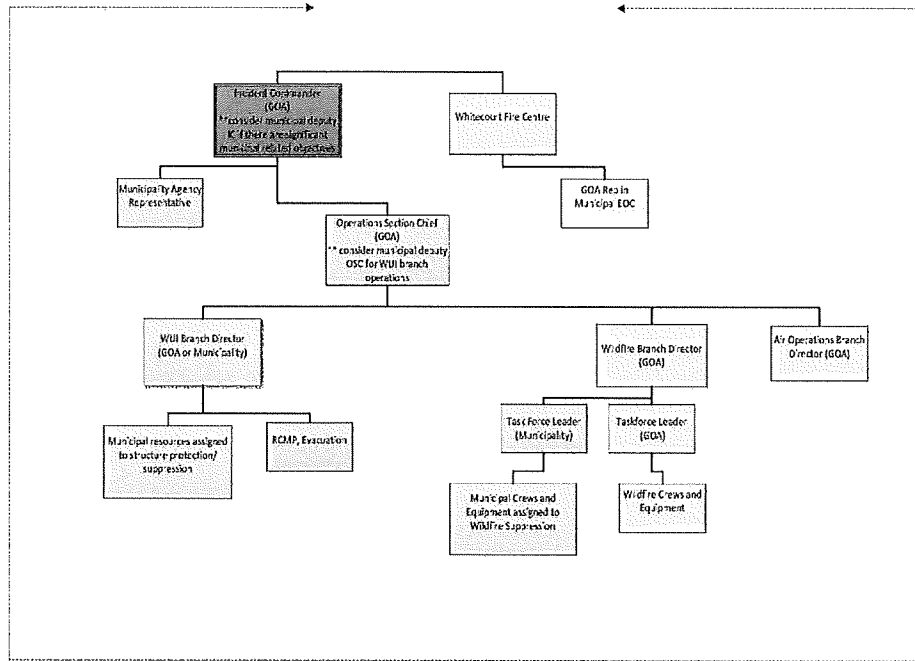 Incident Commander
(GOA)
**consider municipal deputy
IC if there are significant
municipal related objectives
Whitecourt Fire Centre
Municipality Agency
Representative
GOA Rep in
Municipal EOC
Operations Section Chief
(GOA)
** consider municipal deputy
OSC for WUI branch
operations
WUI Branch Director
(GOA or Municipality)
Wildfire Branch Director
(GOA)
Air Operations Branch
Director (GOA)
Municipal resources assigned
to structure protection/
suppression
RCMP, Evacuation
Task Force Leader
(Municipality)
Taskforce Leader
(GOA)
Municipal Crews and
Equipment assigned to
Wildfire Suppression
Wildfire Crews and
Equipment